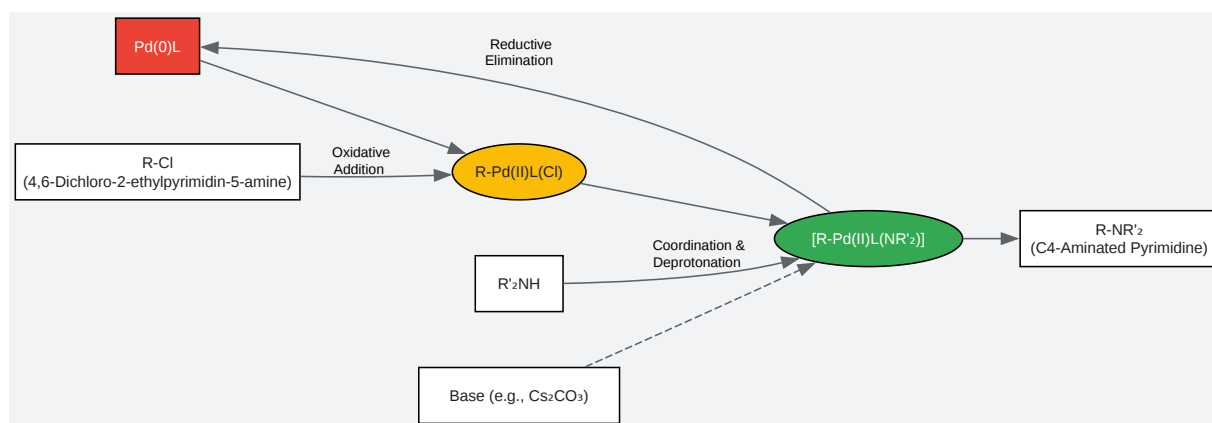 Pd(0)L
Reductive
Elimination
R-Cl
(4,6-Dichloro-2-ethylpyrimidin-5-amine)
Oxidative
Addition
R-Pd(II)L(Cl)
Coordination &
Deprotonation
[R-Pd(II)L(NR'₂)]
R-NR'₂
(C4-Aminated Pyrimidine)
R'₂NH
Base (e.g., Cs₂CO₃)